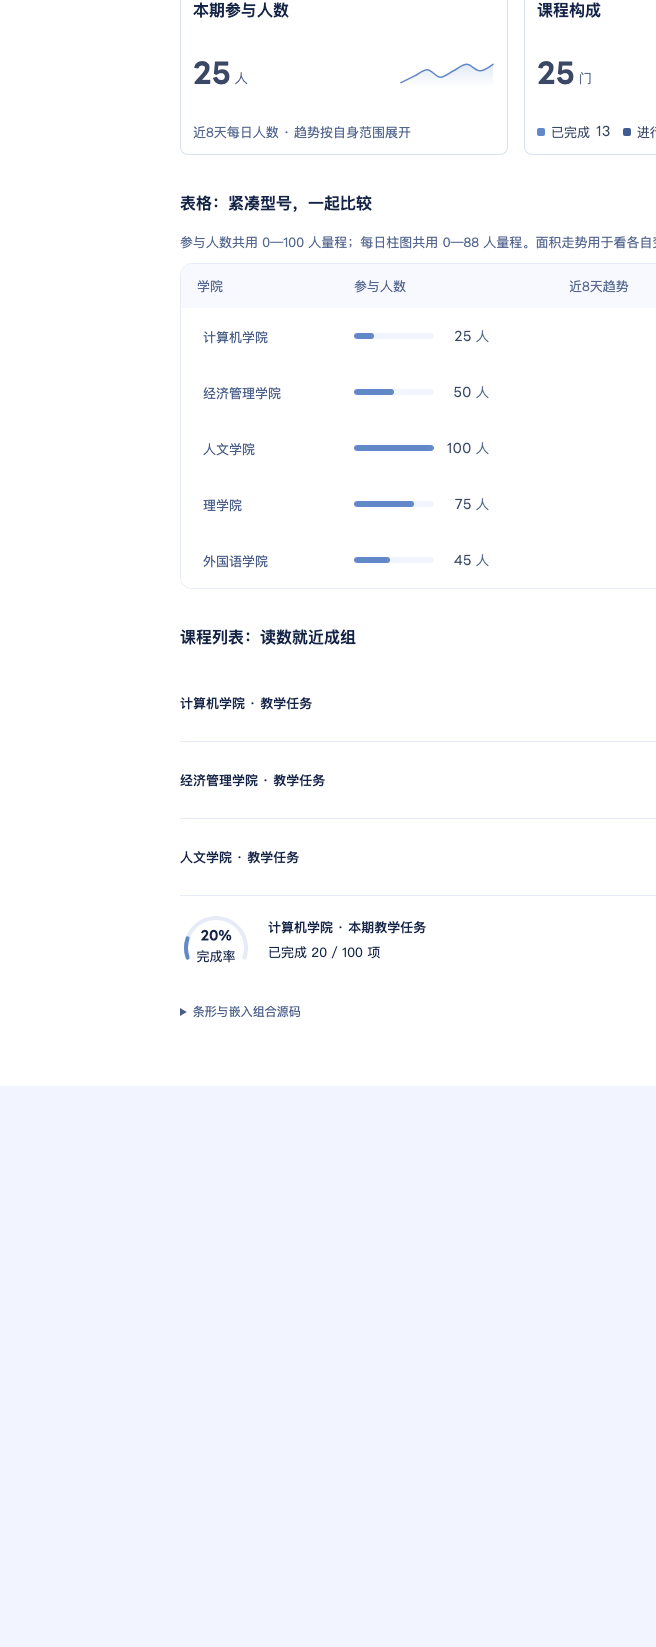 本期参与人数
课程构成
25 人
25 门
近8天每日人数 · 趋势按自身范围展开
已完成 13
表格：紧凑型号，一起比较
参与人数共用 0—100 人量程；每日柱图共用 0—88 人量程。面积走势用于看各自
学院 参与人数 近8天趋势
计算机学院 25 人
经济管理学院 50 人
人文学院 100 人
理学院 75 人
外国语学院 45 人
课程列表：读数就近成组
计算机学院 · 教学任务
经济管理学院 · 教学任务
人文学院 · 教学任务
20%
完成率
计算机学院 · 本期教学任务
已完成 20 / 100 项
条形与嵌入组合源码